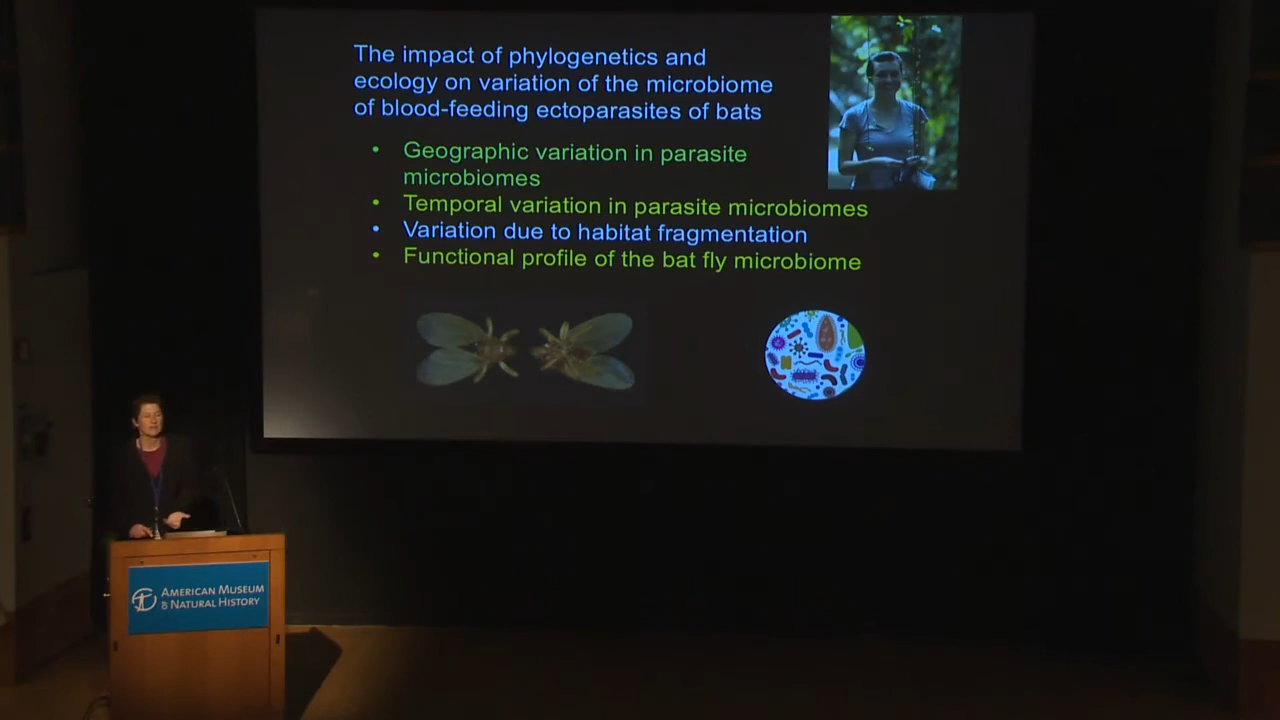 The impact of phylogenetics and
ecology on variation of the microbiome
of blood-feeding ectoparasites of bats
• Geographic variation in parasite
microbiomes
• Temporal variation in parasite microbiomes
• Variation due to habitat fragmentation
• Functional profile of the bat fly microbiome
AMERICAN MUSEUM
& NATURAL HISTORY